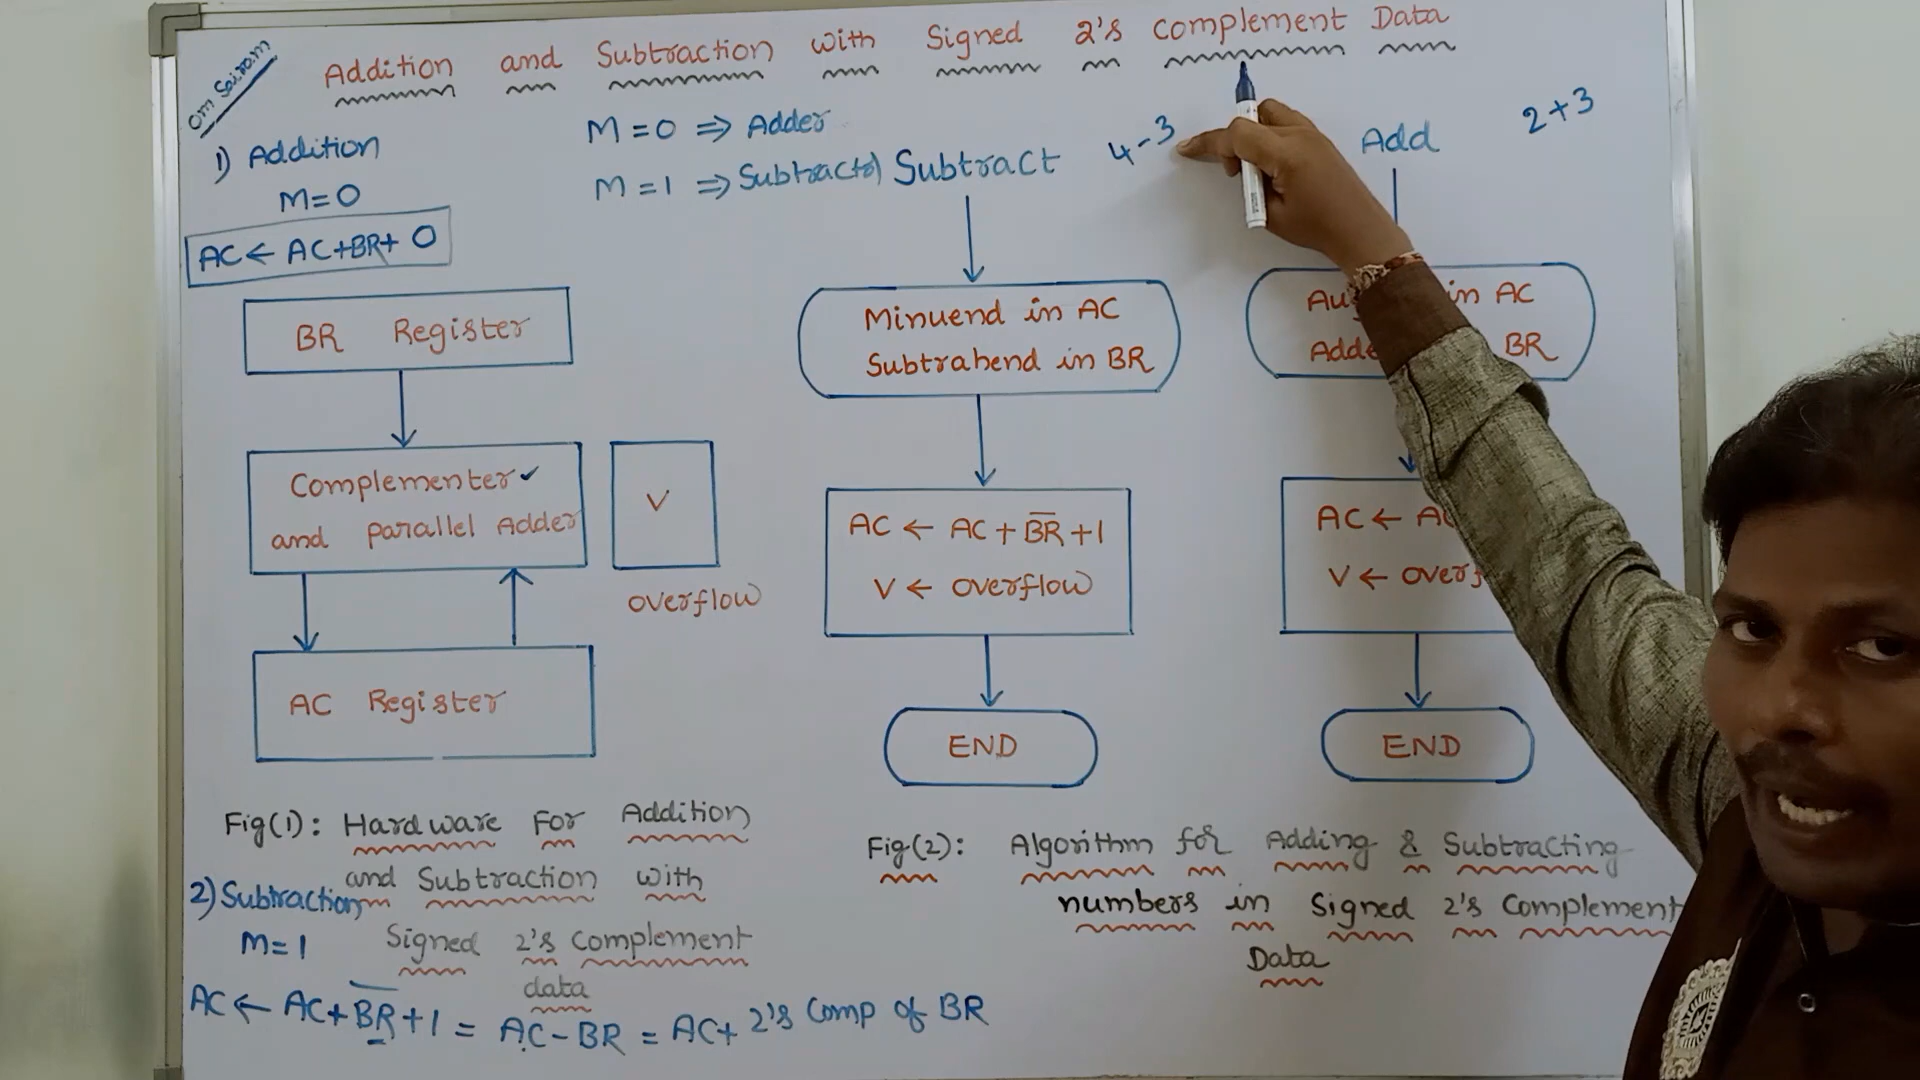 Om Sairam
Addition and Subtraction with Signed 2's Complement Data
1) Addition
M=0
AC ← AC+BR+ 0
M=0 ⇒ Adder
M=1 ⇒ Subtractor
BR Register
Complementer ✓
and parallel Adder
V
overflow
AC Register
Fig(1): Hardware For Addition
and Subtraction with
Signed 2's Complement
data
2) Subtraction
M=1
AC ← AC+B̅R̅+1 = AC-BR = AC+ 2's Comp of BR
Subtract
4-3
Minuend in AC
Subtrahend in BR
AC ← AC+B̅R̅+1
V ← overflow
END
Add
2+3
in AC
BR
AC ←
V ←
END
Fig(2): Algorithm for Adding & Subtracting
numbers in Signed 2's Complement
Data